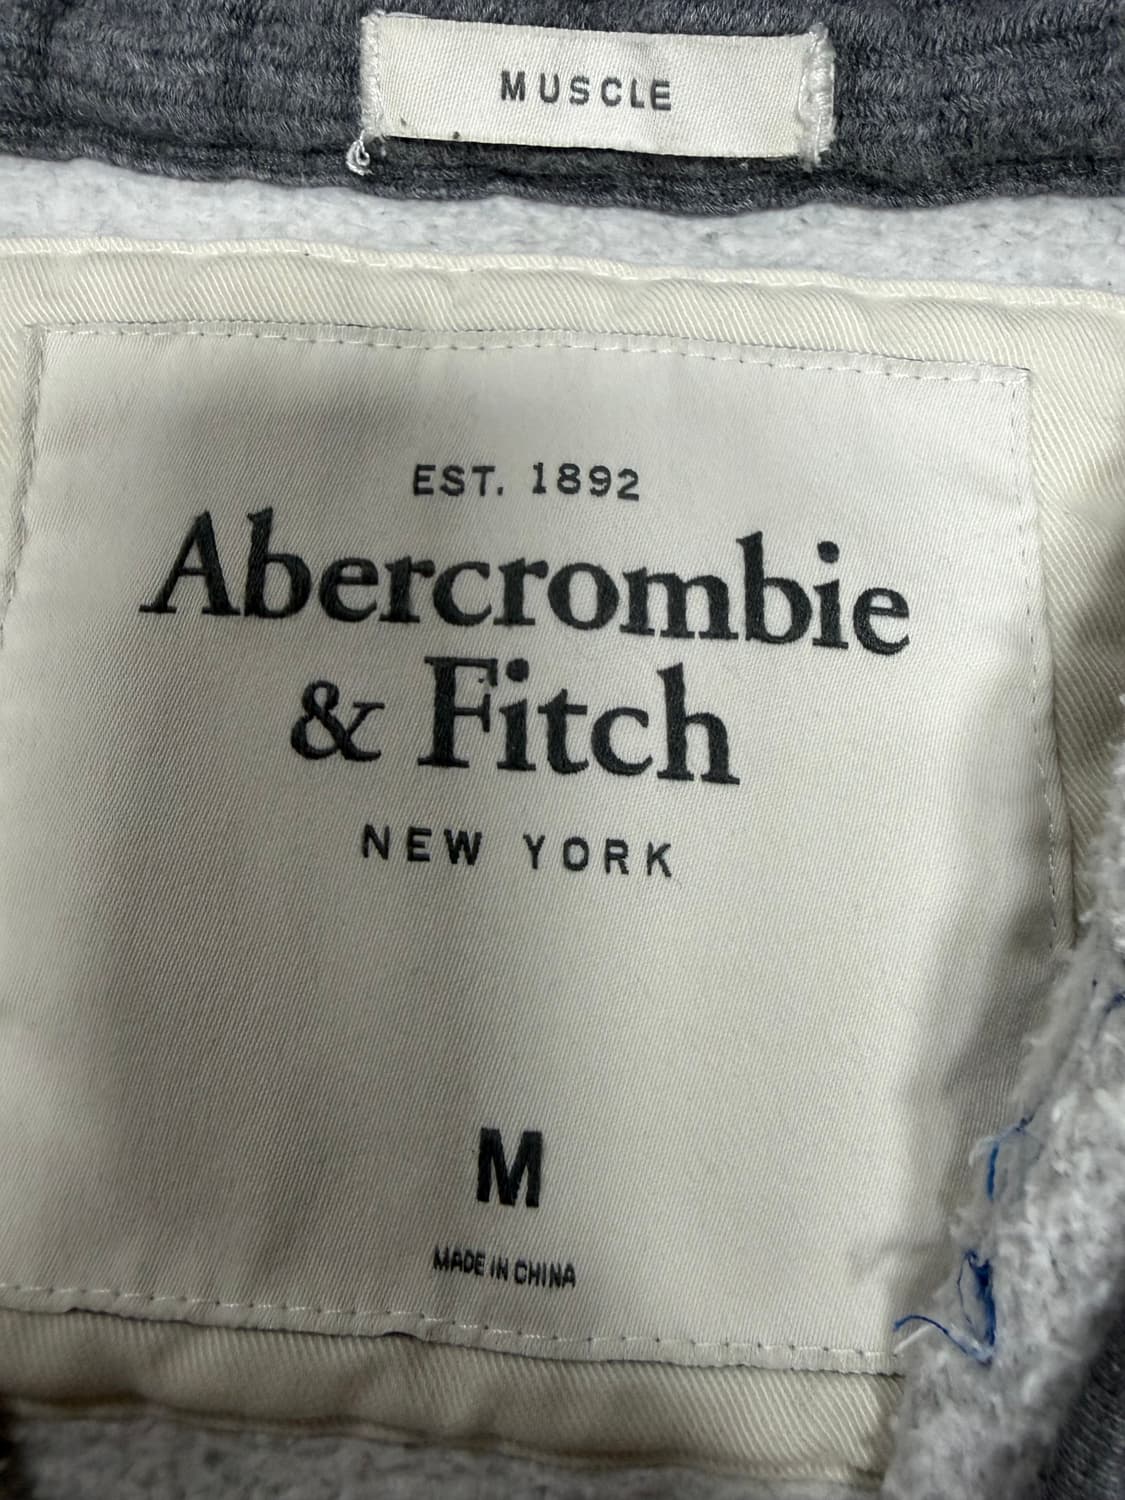 MUSCLE
EST. 1892
Abercrombie
& Fitch
NEW YORK
M
MADE IN CHINA